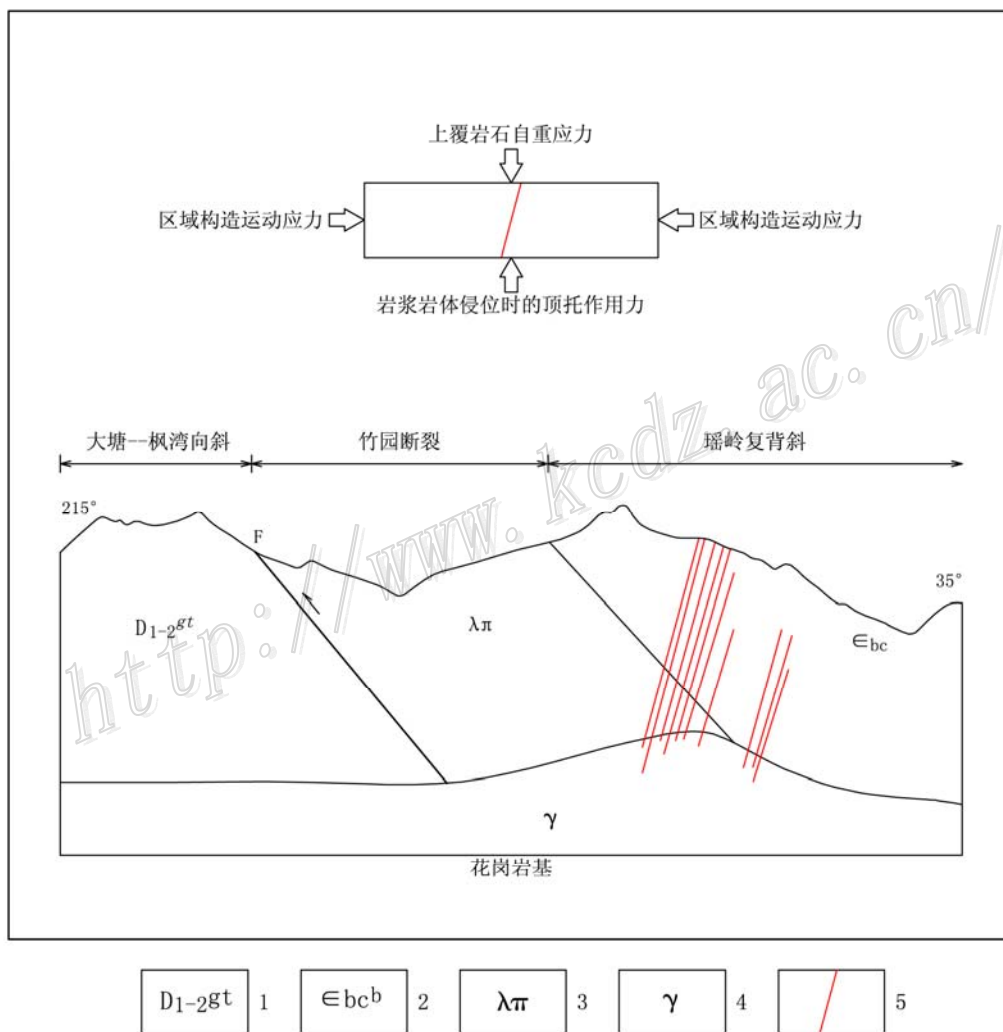 上覆岩石自重应力
区域构造运动应力 区域构造运动应力
岩浆岩体侵位时的顶托作用力
大塘--枫湾向斜 竹园断裂 瑶岭复背斜
215°
F
35°
D1-2gt λπ ∈bc
γ
花岗岩基
http://www.kcdz.ac.cn/
D1-2gt 1 ∈bcb 2 λπ 3 γ 4 5